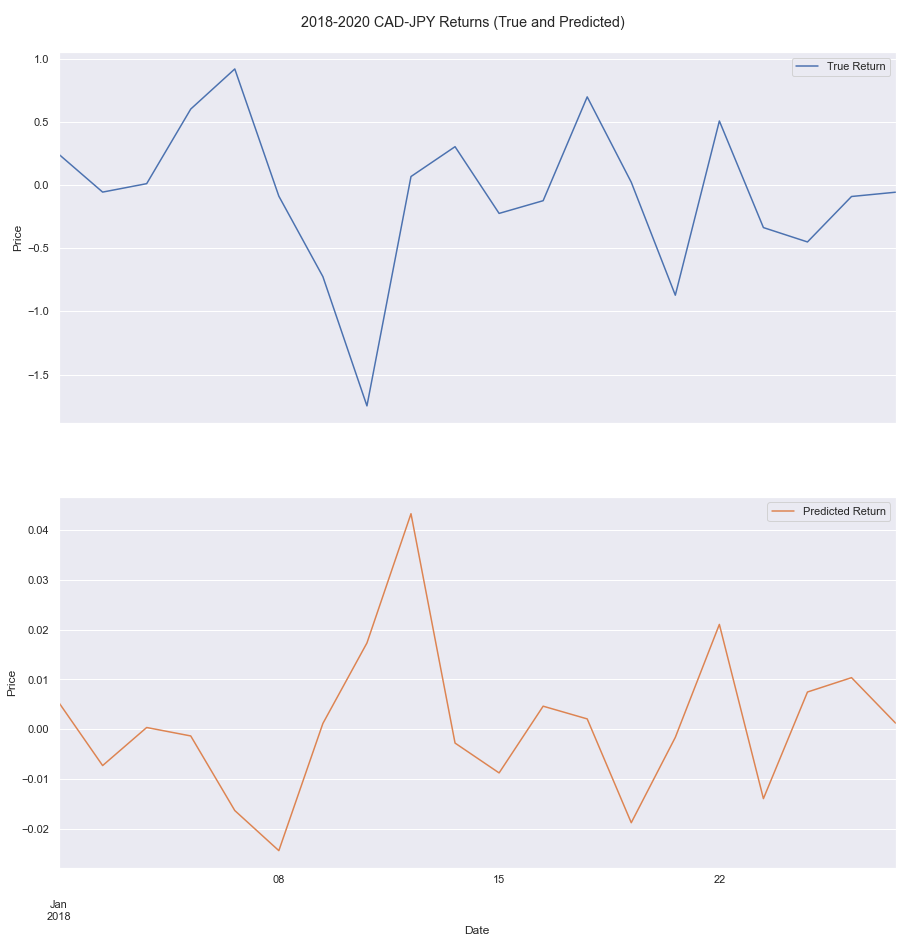 2018-2020 CAD-JPY Returns (True and Predicted)
True Return
1.0
0.5
0.0
−0.5
−1.0
−1.5
Price
Predicted Return
0.04
0.03
0.02
0.01
0.00
−0.01
−0.02
Price
08
15
22
Jan
2018
Date